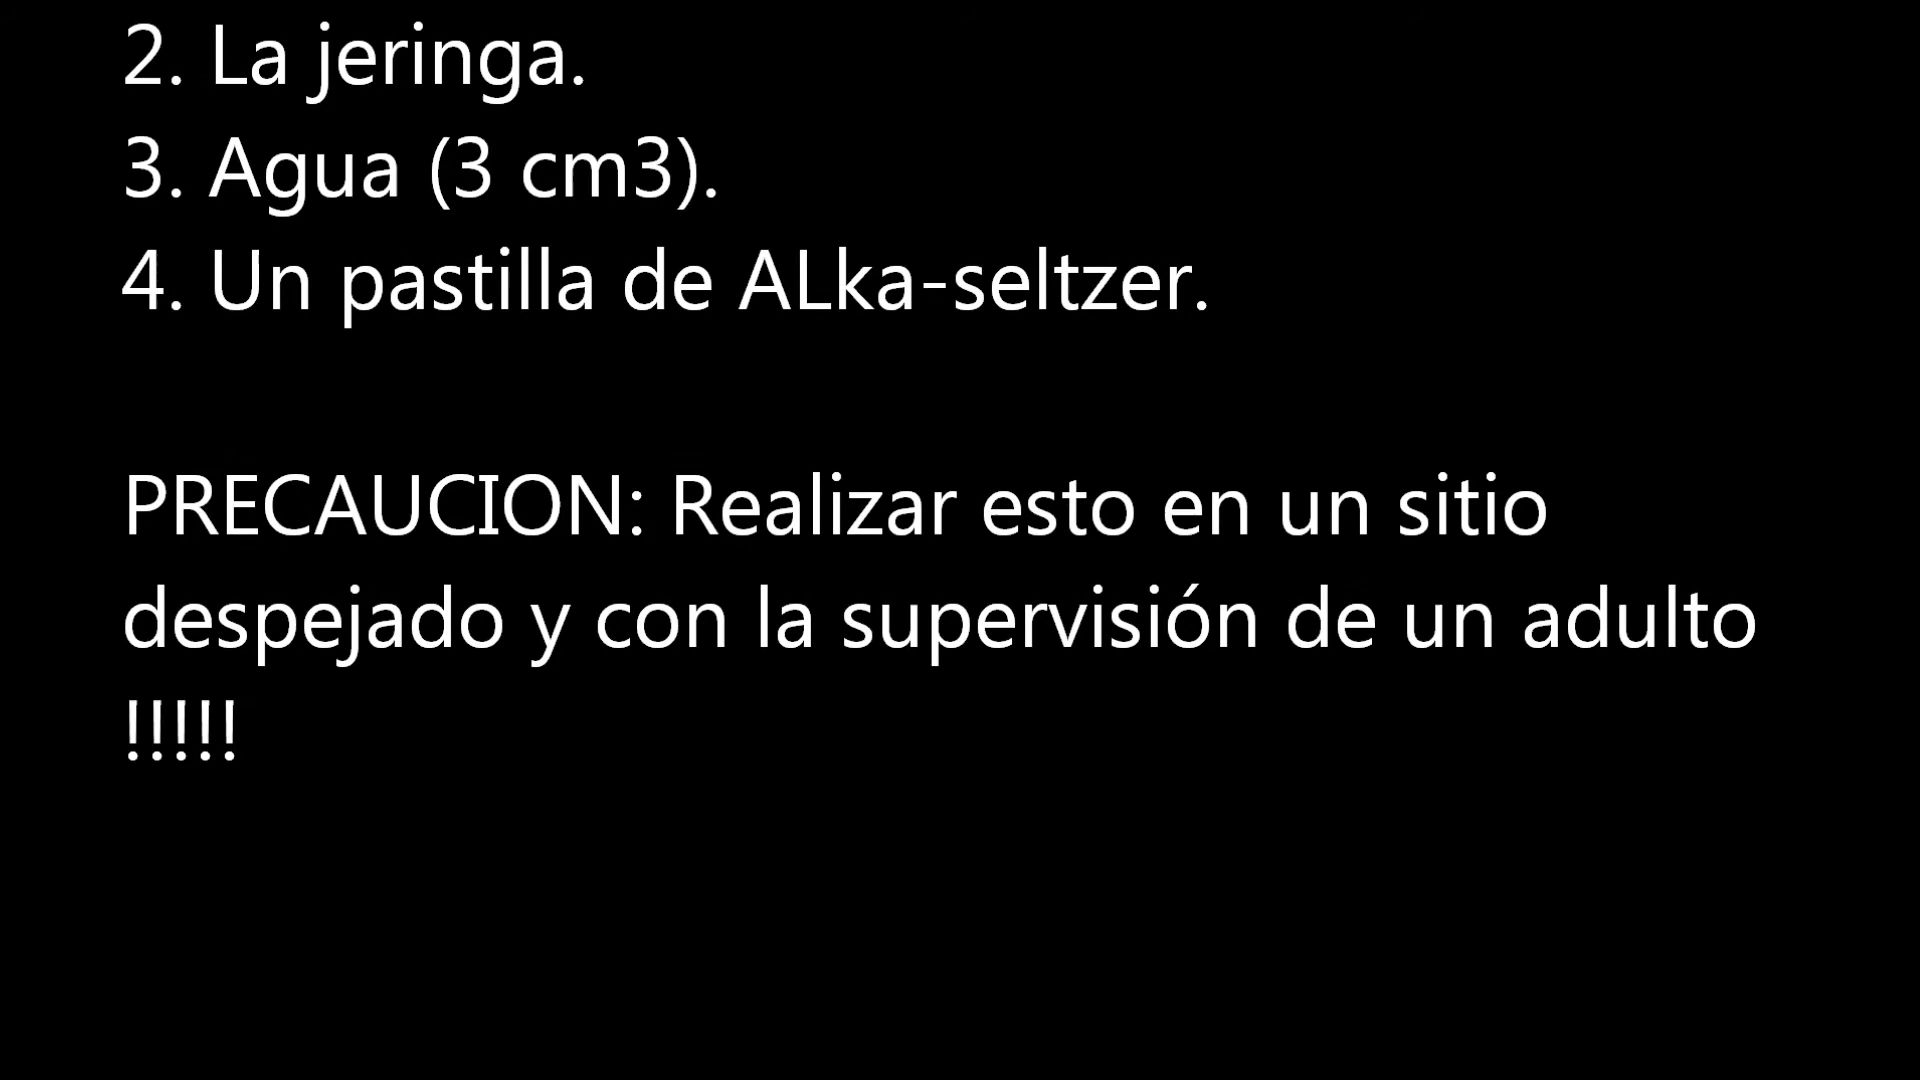 2. La jeringa.
3. Agua (3 cm3).
4. Un pastilla de ALka-seltzer.
PRECAUCION: Realizar esto en un sitio
despejado y con la supervisión de un adulto
!!!!!